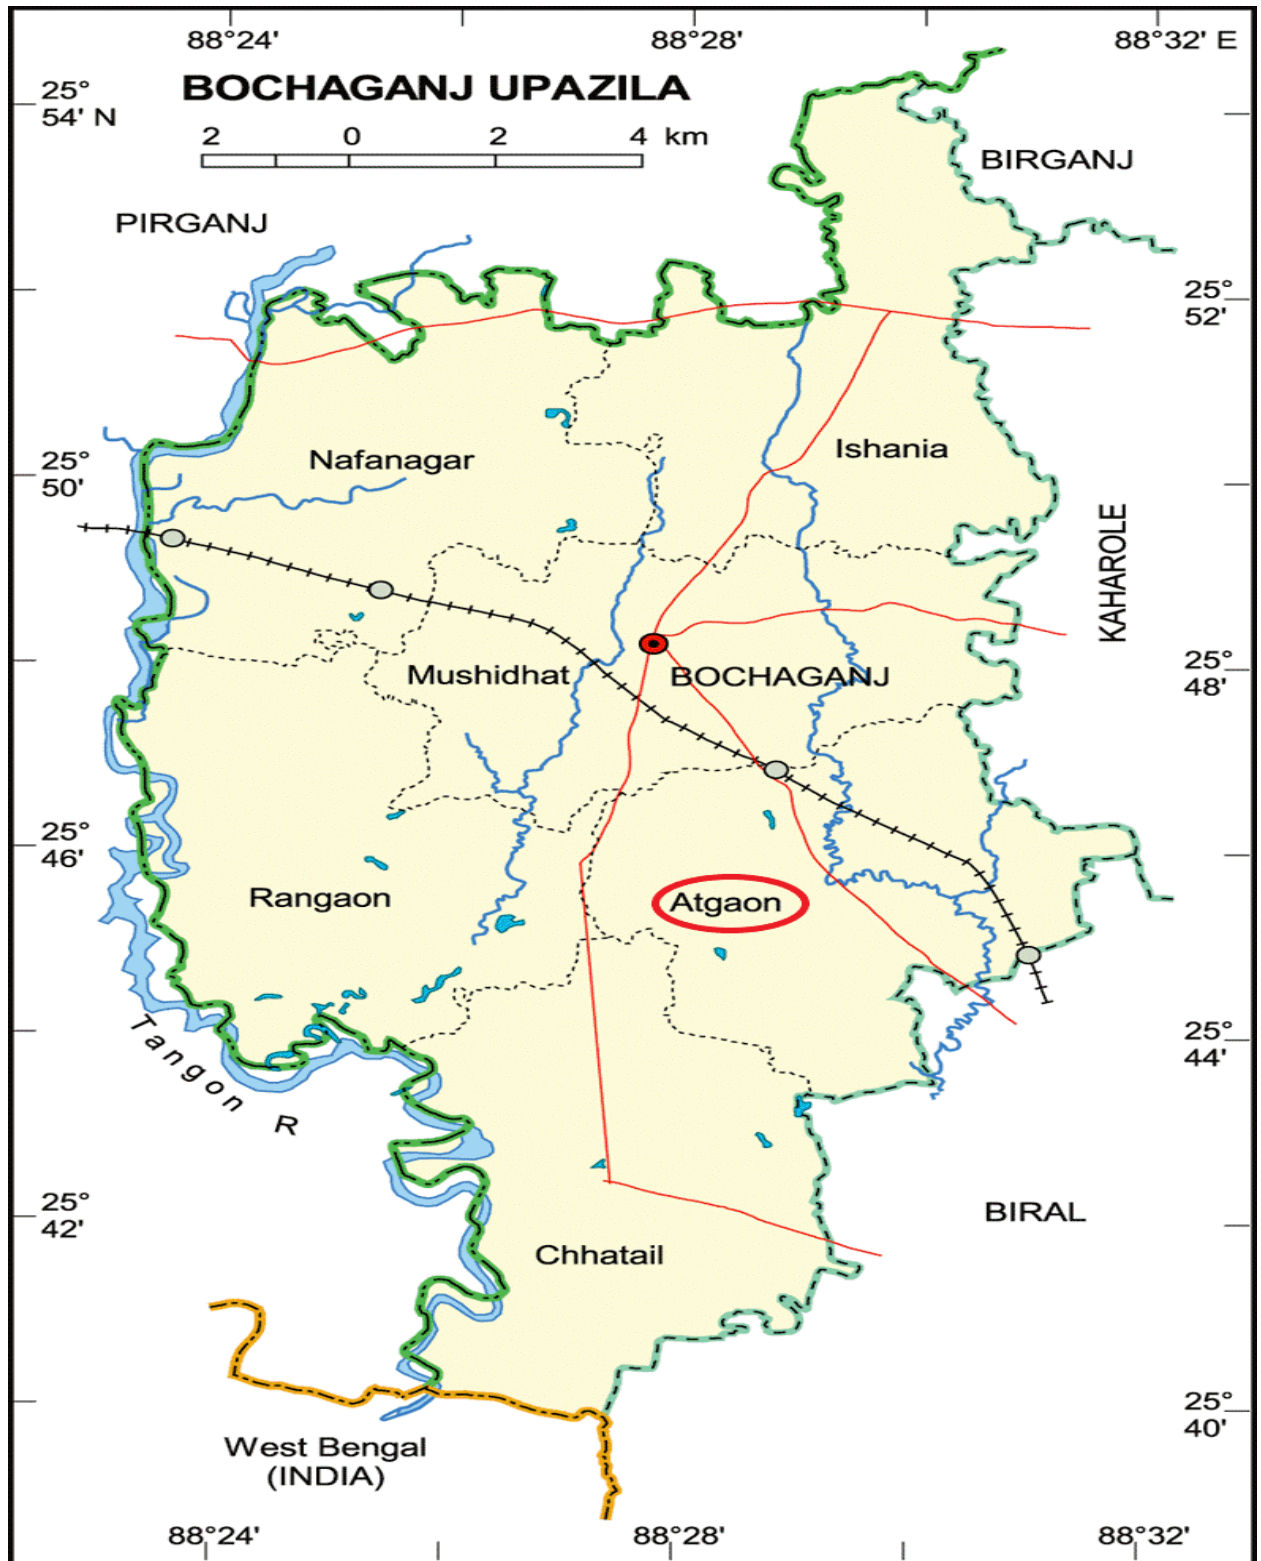 88°24'
88°28'
88°32' E
BOCHAGANJ UPAZILA
25°
54' N
2 0 2 4 km
BIRGANJ
PIRGANJ
25°
52'
Ishania
Nafanagar
25°
50'
KAHAROLE
Mushidhat
BOCHAGANJ
25°
48'
25°
46'
Rangaon
Atgaon
Tangon R
25°
44'
25°
42'
BIRAL
Chhatail
25°
40'
West Bengal
(INDIA)
88°24'
88°28'
88°32'